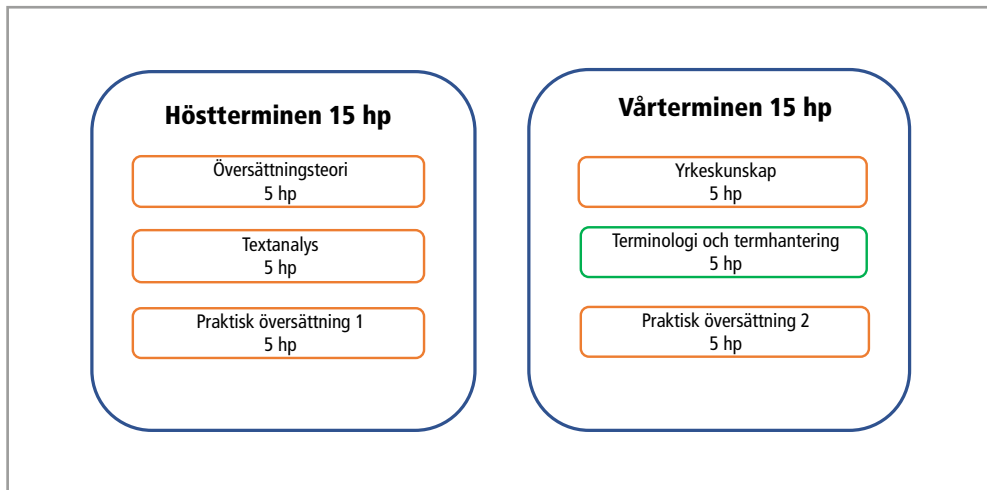 Höstterminen 15 hp
Översättningsteori
5 hp
Textanalys
5 hp
Praktisk översättning 1
5 hp
Vårterminen 15 hp
Yrkeskunskap
5 hp
Terminologi och termhantering
5 hp
Praktisk översättning 2
5 hp